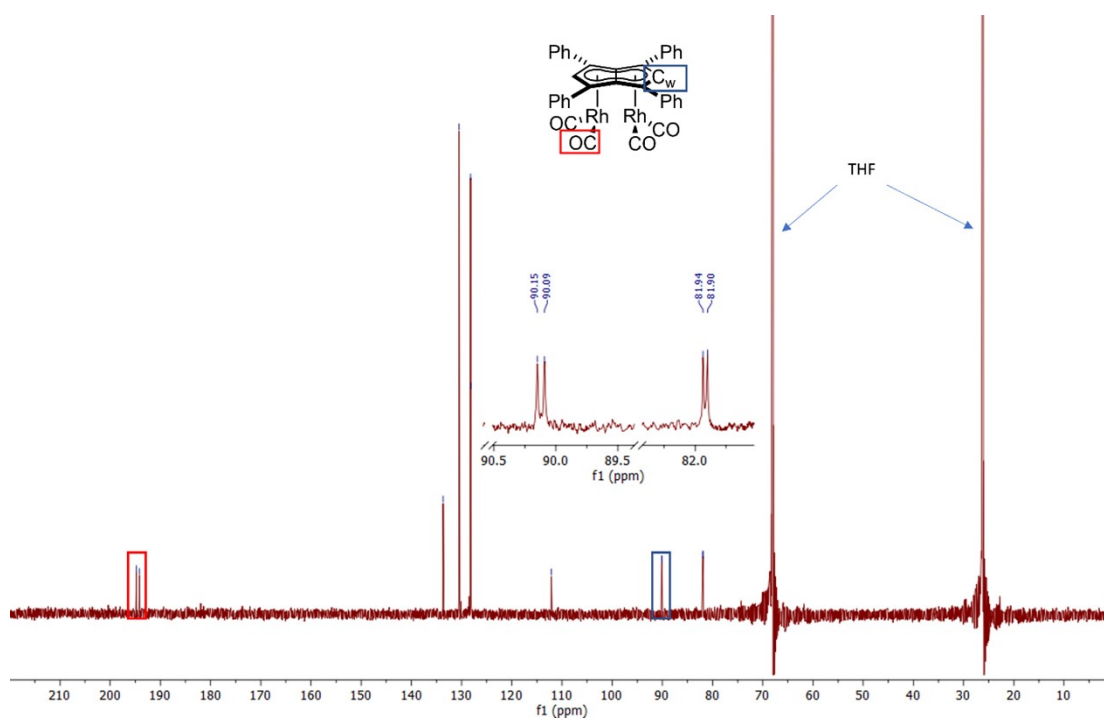 Ph Ph
C_w
Ph Ph
Rh Rh
OC CO
OC CO
THF
90.15
90.09
81.94
81.90
90.5 90.0 89.5 82.0
f1 (ppm)
210 200 190 180 170 160 150 140 130 120 110 100 90 80 70 60 50 40 30 20 10
f1 (ppm)